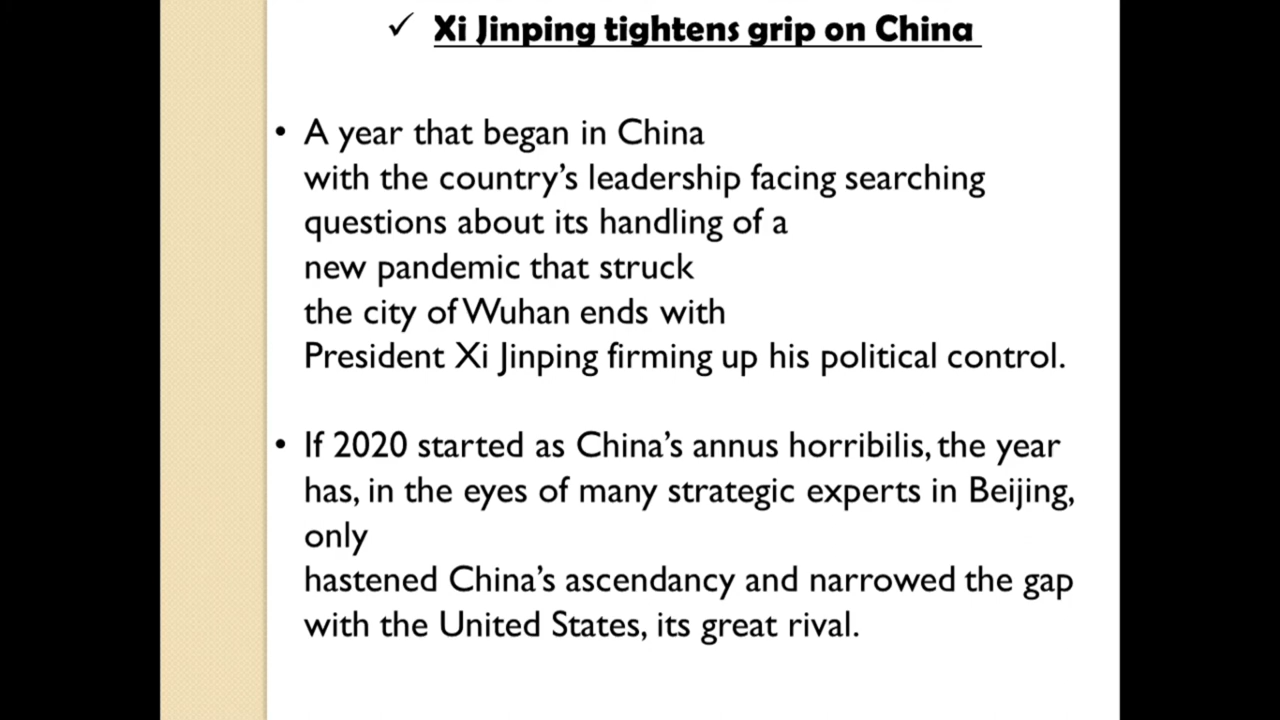 ✓ Xi Jinping tightens grip on China
• A year that began in China
with the country's leadership facing searching
questions about its handling of a
new pandemic that struck
the city of Wuhan ends with
President Xi Jinping firming up his political control.
• If 2020 started as China's annus horribilis, the year
has, in the eyes of many strategic experts in Beijing,
only
hastened China's ascendancy and narrowed the gap
with the United States, its great rival.